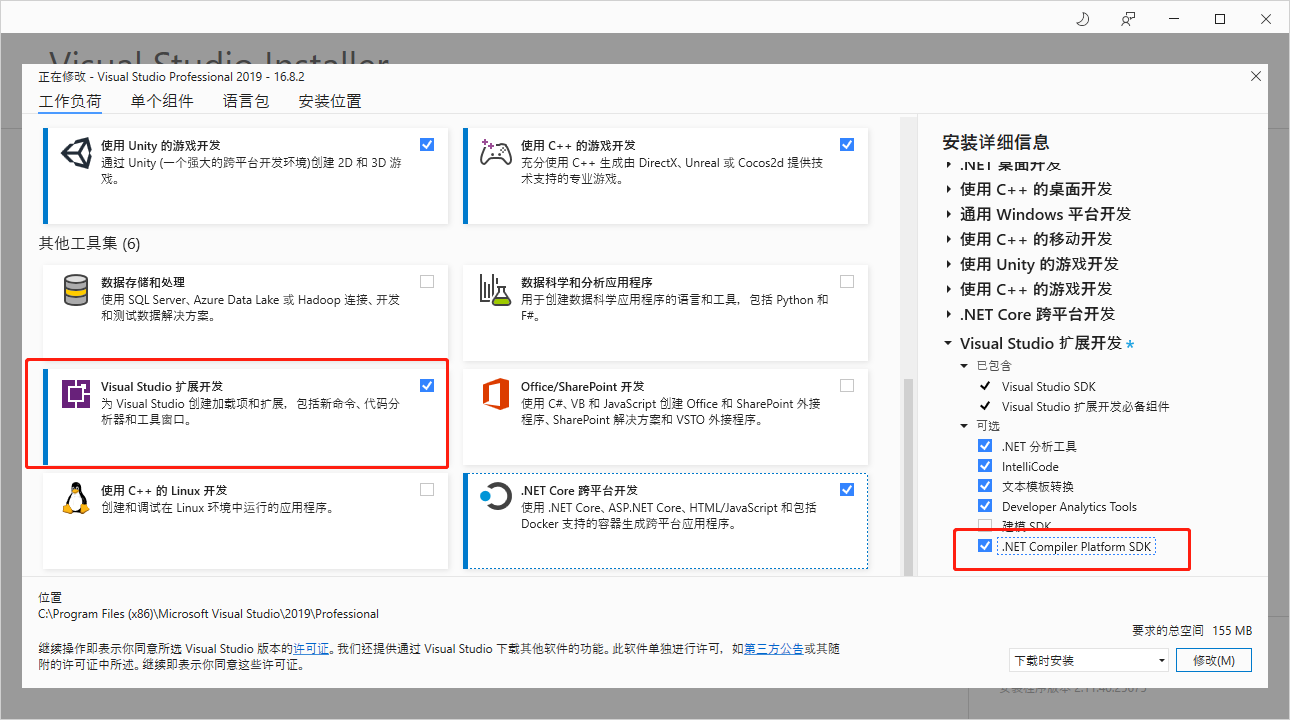 Visual Studio Installer
正在修改 - Visual Studio Professional 2019 - 16.8.2
工作负荷 单个组件 语言包 安装位置
使用 Unity 的游戏开发
通过 Unity (一个强大的跨平台开发环境)创建 2D 和 3D 游
戏。
使用 C++ 的游戏开发
充分使用 C++ 生成由 DirectX、Unreal 或 Cocos2d 提供技
术支持的专业游戏。
其他工具集 (6)
数据存储和处理
使用 SQL Server、Azure Data Lake 或 Hadoop 连接、开发
和测试数据解决方案。
数据科学和分析应用程序
用于创建数据科学应用程序的语言和工具，包括 Python 和
F#。
Visual Studio 扩展开发
为 Visual Studio 创建加载项和扩展，包括新命令、代码分
析器和工具窗口。
Office/SharePoint 开发
使用 C#、VB 和 JavaScript 创建 Office 和 SharePoint 外接
程序、SharePoint 解决方案和 VSTO 外接程序。
使用 C++ 的 Linux 开发
创建和调试在 Linux 环境中运行的应用程序。
.NET Core 跨平台开发
使用 .NET Core、ASP.NET Core、HTML/JavaScript 和包括
Docker 支持的容器生成跨平台应用程序。
安装详细信息
.NET 桌面开发
使用 C++ 的桌面开发
通用 Windows 平台开发
使用 C++ 的移动开发
使用 Unity 的游戏开发
使用 C++ 的游戏开发
.NET Core 跨平台开发
Visual Studio 扩展开发 *
已包含
Visual Studio SDK
Visual Studio 扩展开发必备组件
可选
.NET 分析工具
IntelliCode
文本模板转换
Developer Analytics Tools
建模 SDK
.NET Compiler Platform SDK
位置
C:\Program Files (x86)\Microsoft Visual Studio\2019\Professional
继续操作即表示你同意所选 Visual Studio 版本的许可证。我们还提供通过 Visual Studio 下载其他软件的功能。此软件单独进行许可，如第三方公告或其随
附的许可证中所述。继续即表示你同意这些许可证。
要求的总空间 155 MB
下载时安装 修改(M)